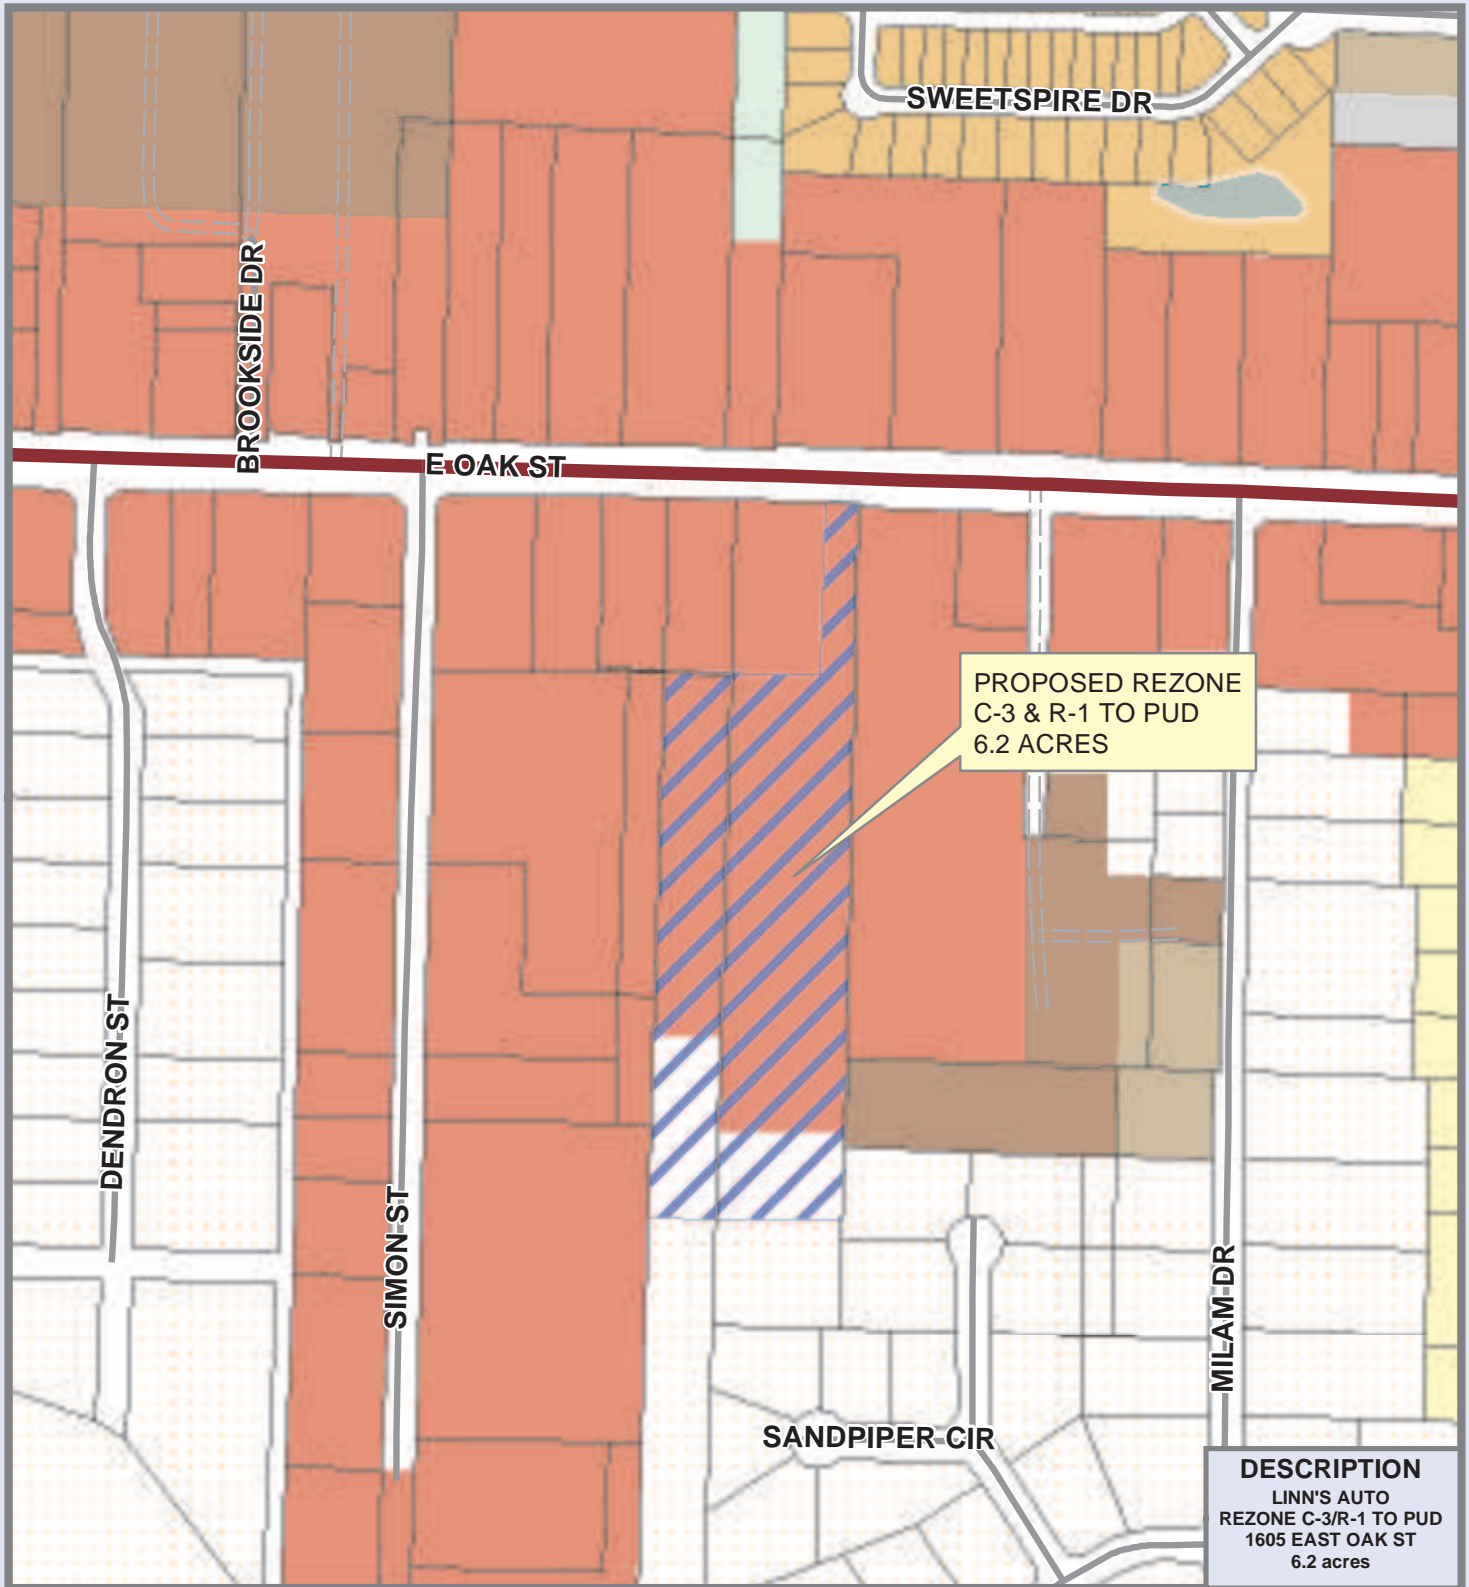 SWEETSPIRE DR
BROOKSIDE DR
E OAK ST
PROPOSED REZONE
C-3 & R-1 TO PUD
6.2 ACRES
DENDRON ST
SIMON ST
MILAM DR
SANDPIPER CIR
DESCRIPTION
LINN'S AUTO
REZONE C-3/R-1 TO PUD
1605 EAST OAK ST
6.2 acres